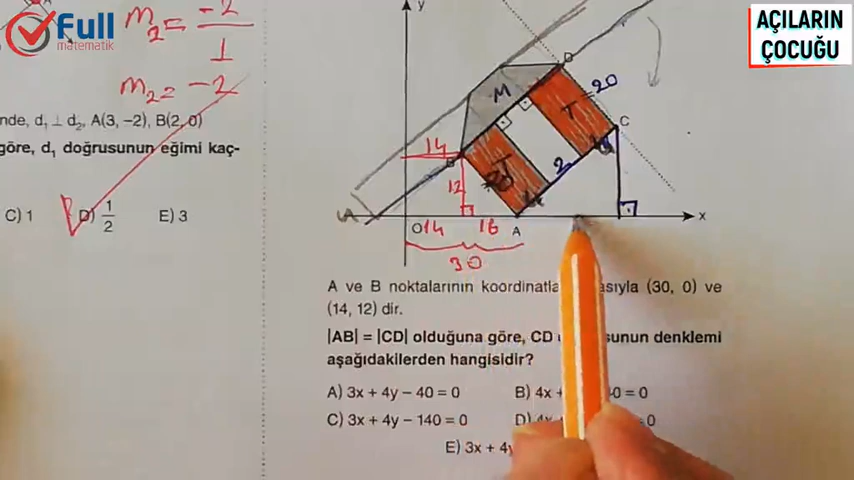 Full
matematik
AÇILARIN
ÇOCUĞU
m₂ = -2
1
m₂ = -2
nde, d₁ ⊥ d₂, A(3, −2), B(2, 0)
göre, d₁ doğrusunun eğimi kaç-
C) 1
D) 1/2
E) 3
y
D
M
20
T
C
14
B
T
20
2
12
A
O
14
16
A
x
30
A ve B noktalarının koordinatla
asıyla (30, 0) ve
(14, 12) dir.
|AB| = |CD| olduğuna göre, CD
usunun denklemi
aşağıdakilerden hangisidir?
A) 3x + 4y − 40 = 0
B) 4x +
0 = 0
C) 3x + 4y − 140 = 0
D) 4x
= 0
E) 3x + 4y